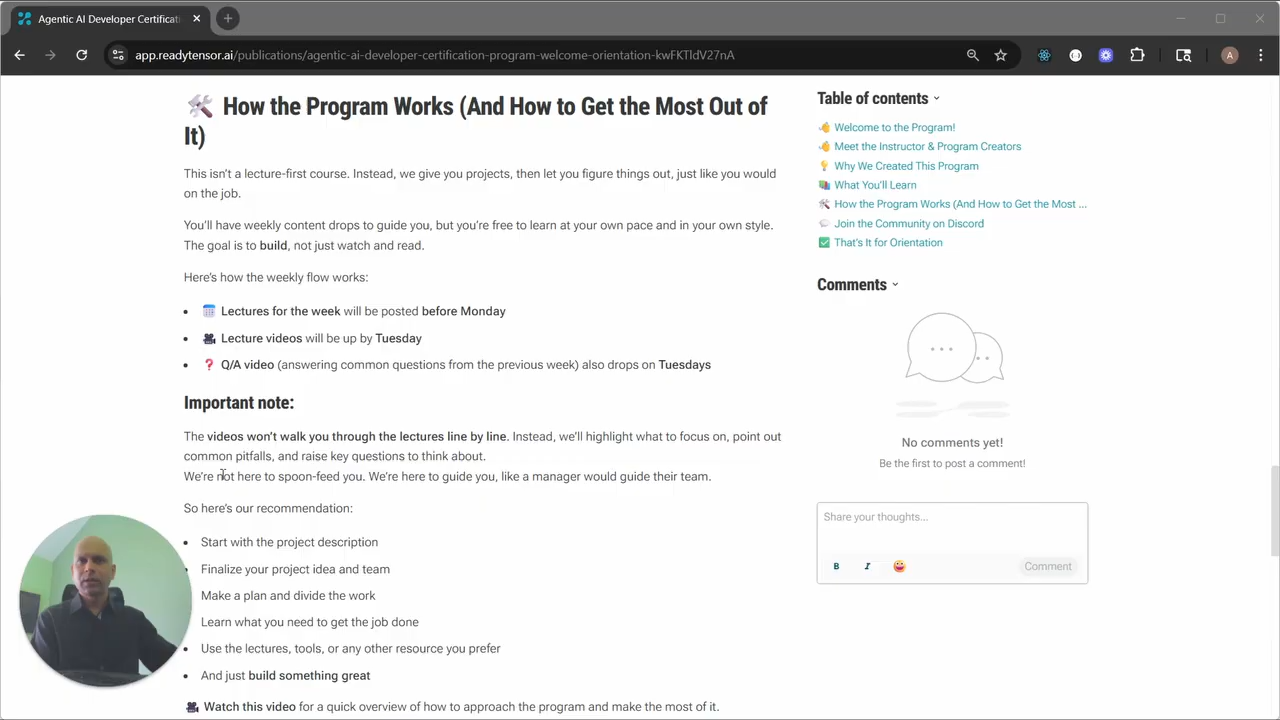 Agentic AI Developer Certificati
app.readytensor.ai/publications/agentic-ai-developer-certification-program-welcome-orientation-kwFKTldV27nA
A
How the Program Works (And How to Get the Most Out of
It)
This isn't a lecture-first course. Instead, we give you projects, then let you figure things out, just like you would
on the job.
You'll have weekly content drops to guide you, but you're free to learn at your own pace and in your own style.
The goal is to build, not just watch and read.
Here's how the weekly flow works:
Lectures for the week will be posted before Monday
Lecture videos will be up by Tuesday
Q/A video (answering common questions from the previous week) also drops on Tuesdays
Important note:
The videos won't walk you through the lectures line by line. Instead, we'll highlight what to focus on, point out
common pitfalls, and raise key questions to think about.
We're not here to spoon-feed you. We're here to guide you, like a manager would guide their team.
So here's our recommendation:
Start with the project description
Finalize your project idea and team
Make a plan and divide the work
Learn what you need to get the job done
Use the lectures, tools, or any other resource you prefer
And just build something great
Watch this video for a quick overview of how to approach the program and make the most of it.
Table of contents
Welcome to the Program!
Meet the Instructor & Program Creators
Why We Created This Program
What You'll Learn
How the Program Works (And How to Get the Most ...
Join the Community on Discord
That's It for Orientation
Comments
No comments yet!
Be the first to post a comment!
Share your thoughts...
B I Comment